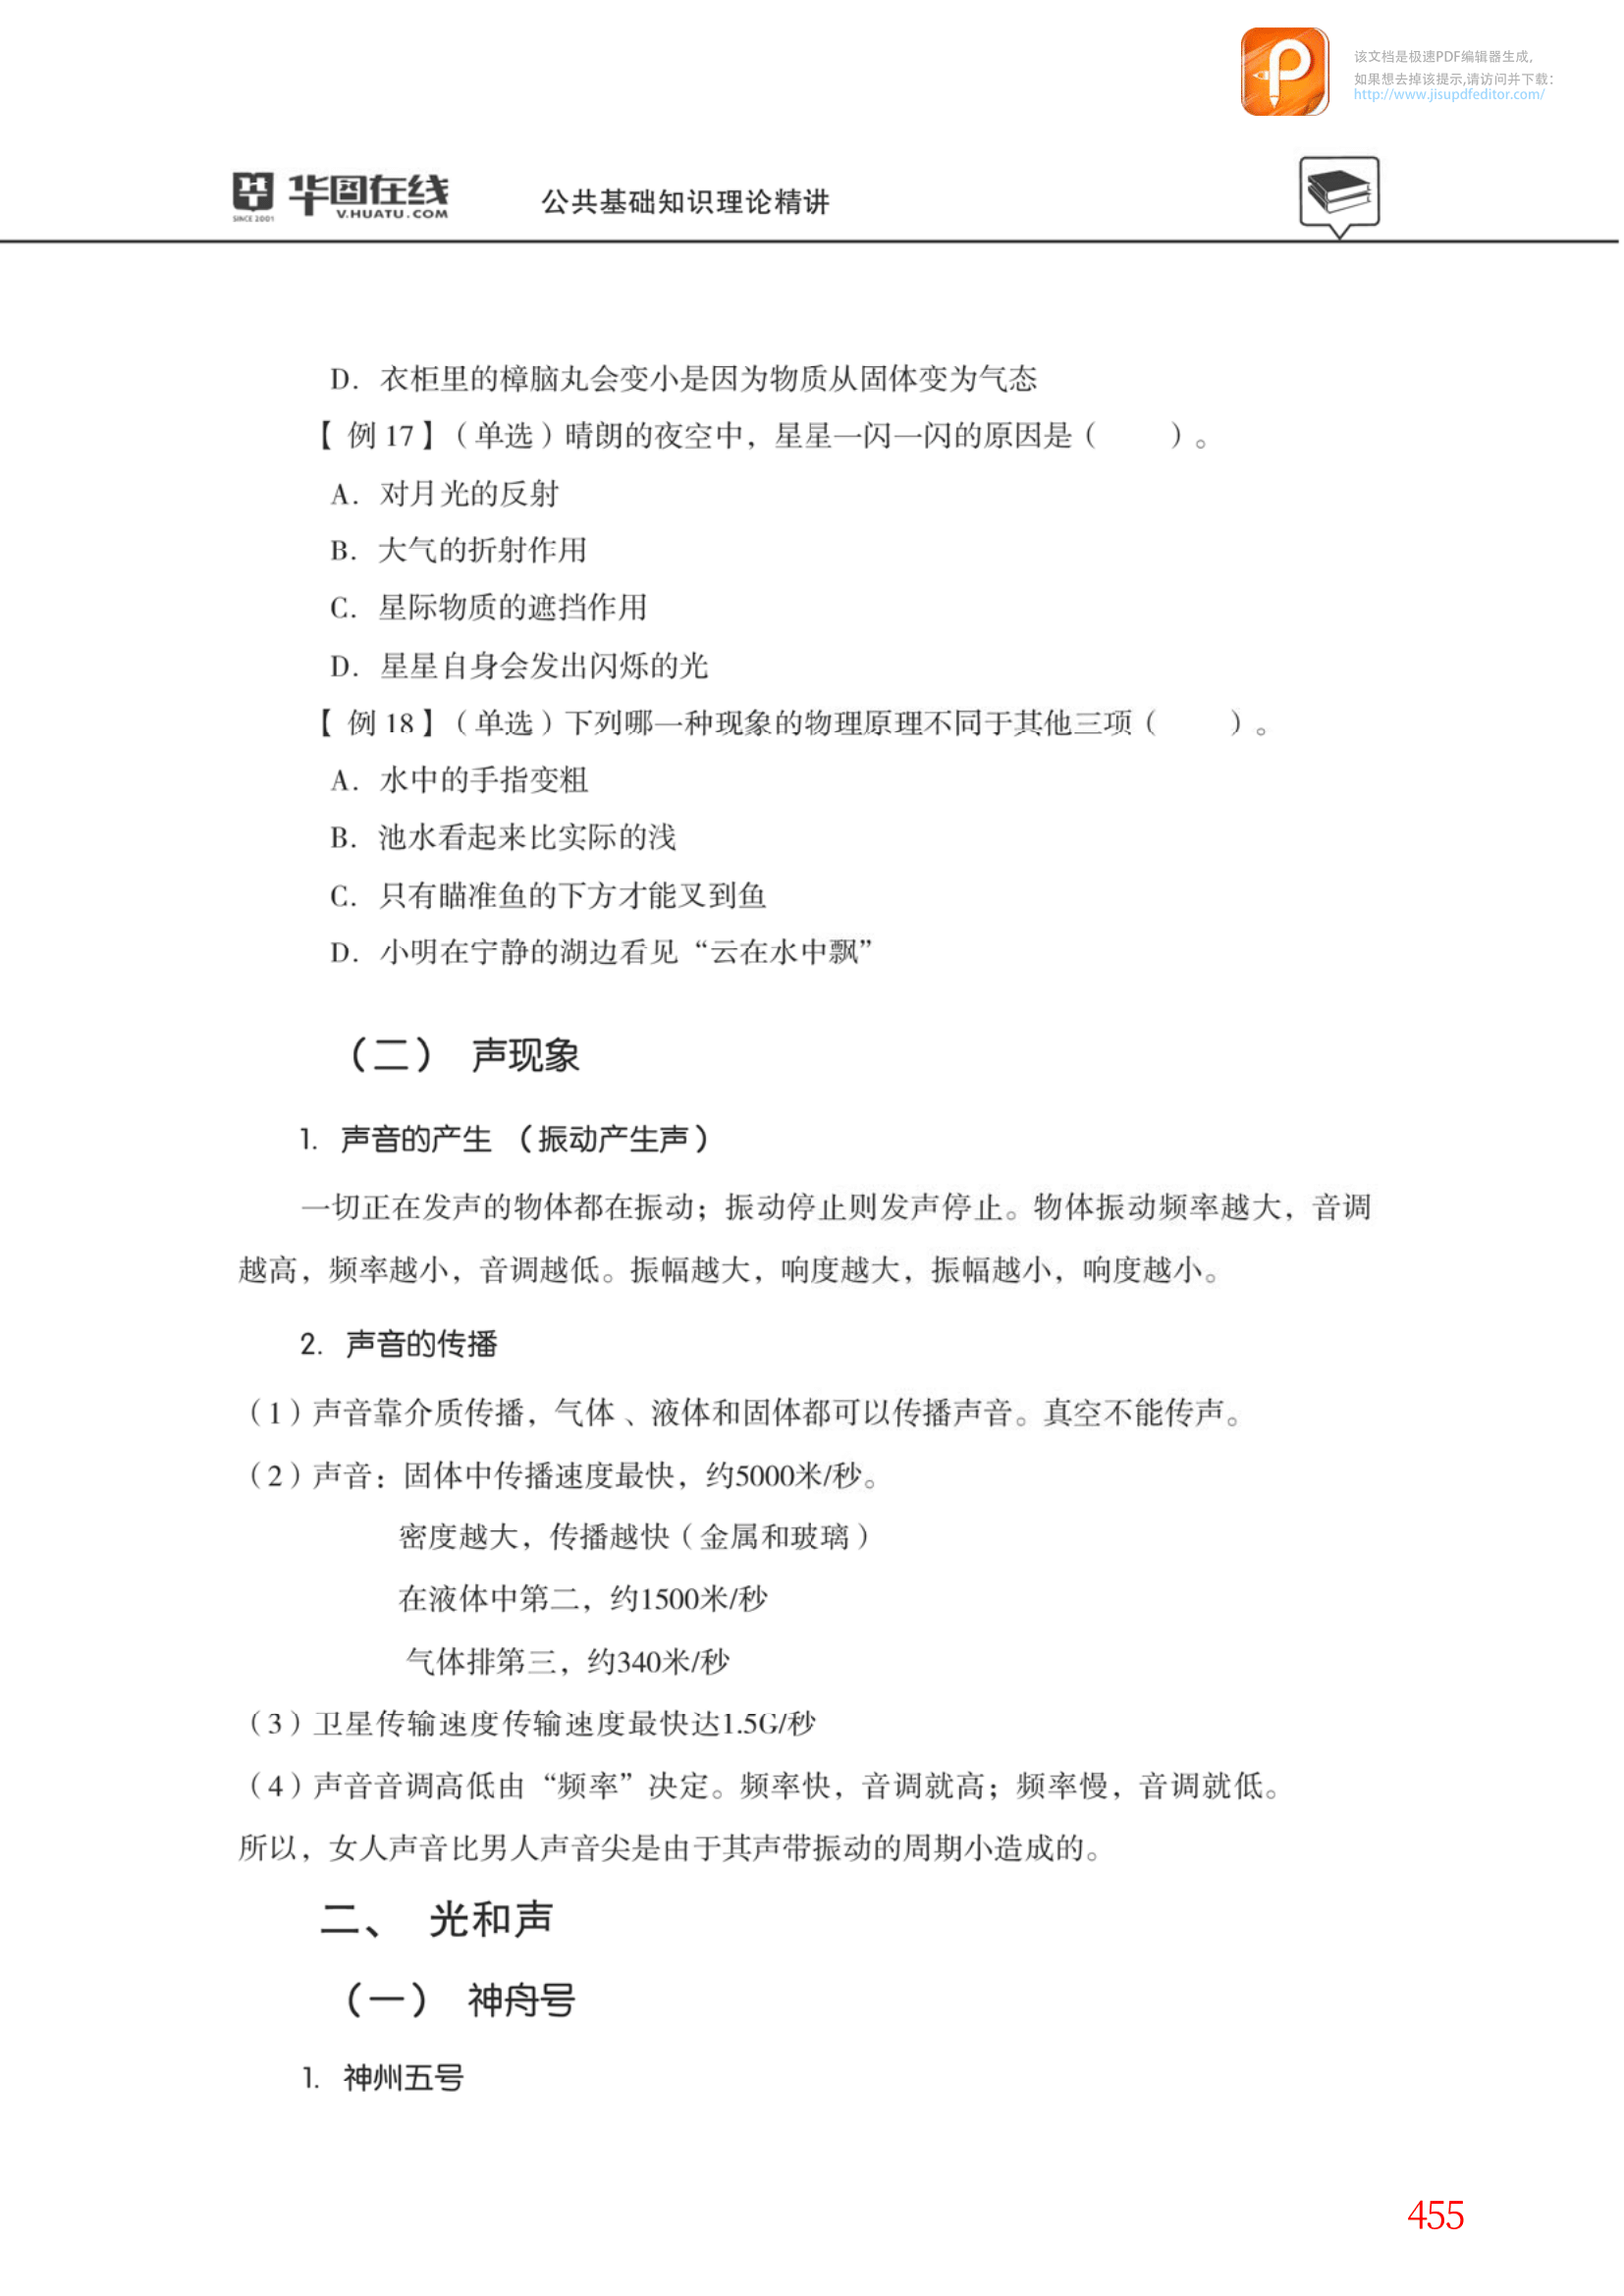 该文档是极速PDF编辑器生成,
如果想去掉该提示,请访问并下载:
http://www.jisupdfeditor.com/
华图在线
SINCE 2001
V.HUATU.COM
公共基础知识理论精讲
D. 衣柜里的樟脑丸会变小是因为物质从固体变为气态
【 例 17】（单选）晴朗的夜空中，星星一闪一闪的原因是（　　）。
A. 对月光的反射
B. 大气的折射作用
C. 星际物质的遮挡作用
D. 星星自身会发出闪烁的光
【 例 18】（单选）下列哪一种现象的物理原理不同于其他三项（　　）。
A. 水中的手指变粗
B. 池水看起来比实际的浅
C. 只有瞄准鱼的下方才能叉到鱼
D. 小明在宁静的湖边看见“云在水中飘”
（二） 声现象
1. 声音的产生 （振动产生声）
一切正在发声的物体都在振动；振动停止则发声停止。物体振动频率越大，音调
越高，频率越小，音调越低。振幅越大，响度越大，振幅越小，响度越小。
2. 声音的传播
（1）声音靠介质传播，气体 、液体和固体都可以传播声音。真空不能传声。
（2）声音：固体中传播速度最快，约5000米/秒。
密度越大，传播越快（金属和玻璃）
在液体中第二，约1500米/秒
气体排第三，约340米/秒
（3）卫星传输速度传输速度最快达1.5G/秒
（4）声音音调高低由“频率”决定。频率快，音调就高；频率慢，音调就低。
所以，女人声音比男人声音尖是由于其声带振动的周期小造成的。
二、 光和声
（一） 神舟号
1. 神州五号
455